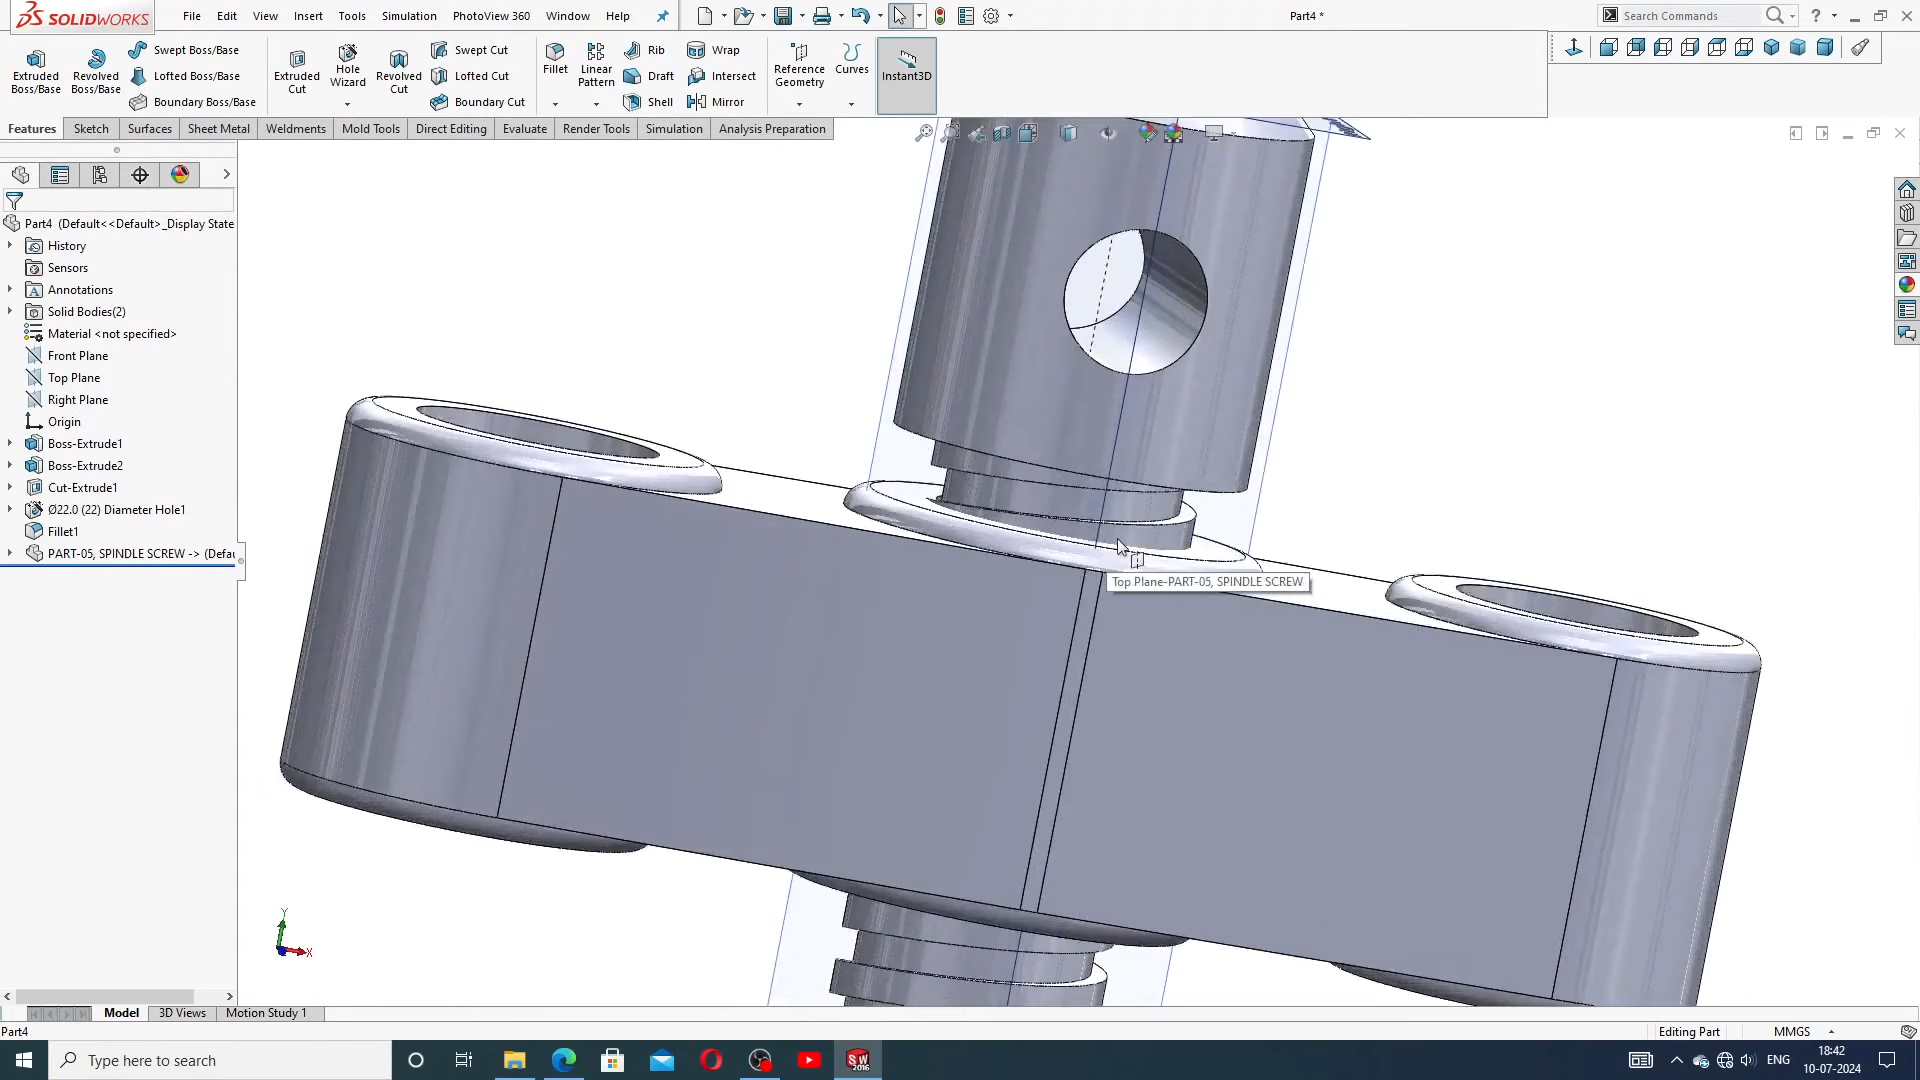 SOLIDWORKS File Edit View Insert Tools Simulation PhotoView 360 Window Help Part4 * Search Commands ?
Extruded Boss/Base
Revolved Boss/Base
Swept Boss/Base
Lofted Boss/Base
Boundary Boss/Base
Extruded Cut
Hole Wizard
Revolved Cut
Swept Cut
Lofted Cut
Boundary Cut
Fillet
Linear Pattern
Rib
Draft
Shell
Wrap
Intersect
Mirror
Reference Geometry
Curves
Instant3D
Features Sketch Surfaces Sheet Metal Weldments Mold Tools Direct Editing Evaluate Render Tools Simulation Analysis Preparation
Part4 (Default<<Default>_Display State
History
Sensors
Annotations
Solid Bodies(2)
Material <not specified>
Front Plane
Top Plane
Right Plane
Origin
Boss-Extrude1
Boss-Extrude2
Cut-Extrude1
Ø22.0 (22) Diameter Hole1
Fillet1
PART-05, SPINDLE SCREW -> (Defau
Top Plane-PART-05, SPINDLE SCREW
Y
X
Model 3D Views Motion Study 1
Part4 Editing Part MMGS
Type here to search
SW
2016
ENG
18:42
10-07-2024